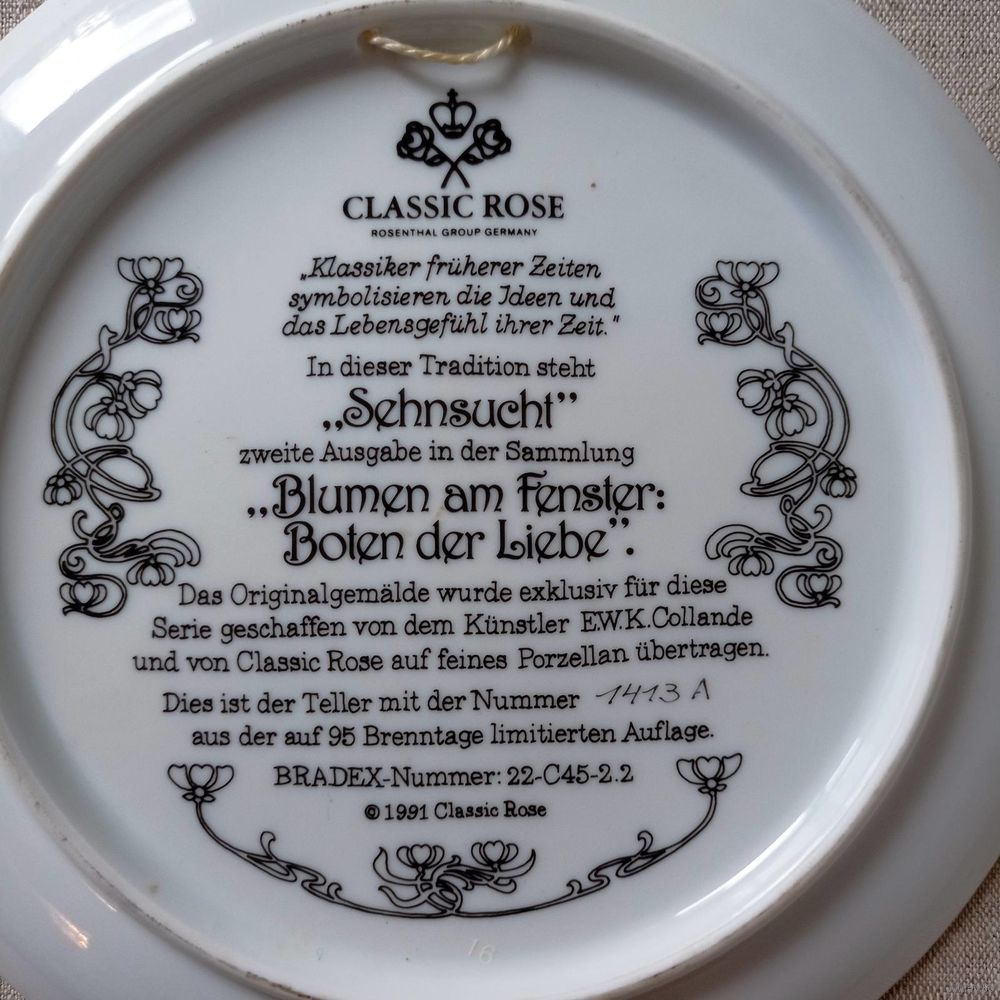 CLASSIC ROSE
ROSENTHAL GROUP GERMANY
„Klassiker früherer Zeiten
symbolisieren die Ideen und
das Lebensgefühl ihrer Zeit."
In dieser Tradition steht
„Sehnsucht”
zweite Ausgabe in der Sammlung
„Blumen am Fenster:
Boten der Liebe”.
Das Originalgemälde wurde exklusiv für diese
Serie geschaffen von dem Künstler E.W.K.Collande
und von Classic Rose auf feines Porzellan übertragen.
Dies ist der Teller mit der Nummer 1413 A
aus der auf 95 Brenntage limitierten Auflage.
BRADEX-Nummer: 22-C45-2.2
© 1991 Classic Rose
16